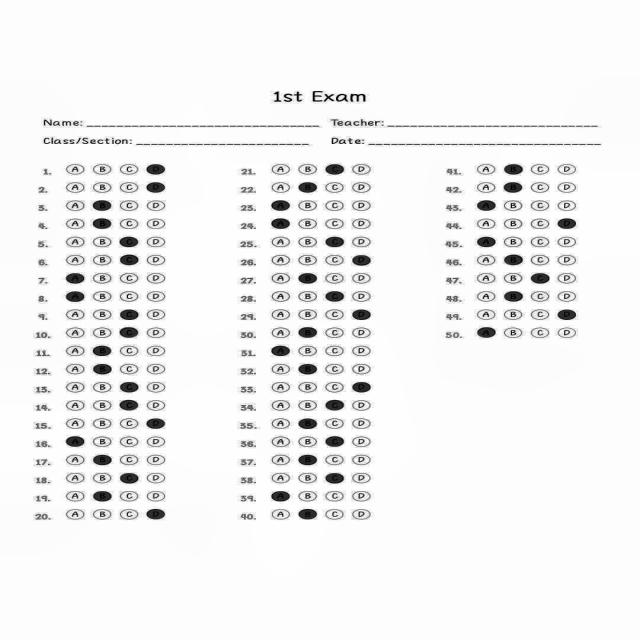 1st Exam
Name: ______________________________ Teacher: ___________________________
Class/Section: ______________________ Date: ______________________________
1. A B C D 21. A B C D 41. A B C D
2. A B C D 22. A B C D 42. A B C D
3. A B C D 23. A B C D 43. A B C D
4. A B C D 24. A B C D 44. A B C D
5. A B C D 25. A B C D 45. A B C D
6. A B C D 26. A B C D 46. A B C D
7. A B C D 27. A B C D 47. A B C D
8. A B C D 28. A B C D 48. A B C D
9. A B C D 29. A B C D 49. A B C D
10. A B C D 30. A B C D 50. A B C D
11. A B C D 31. A B C D
12. A B C D 32. A B C D
13. A B C D 33. A B C D
14. A B C D 34. A B C D
15. A B C D 35. A B C D
16. A B C D 36. A B C D
17. A B C D 37. A B C D
18. A B C D 38. A B C D
19. A B C D 39. A B C D
20. A B C D 40. A B C D